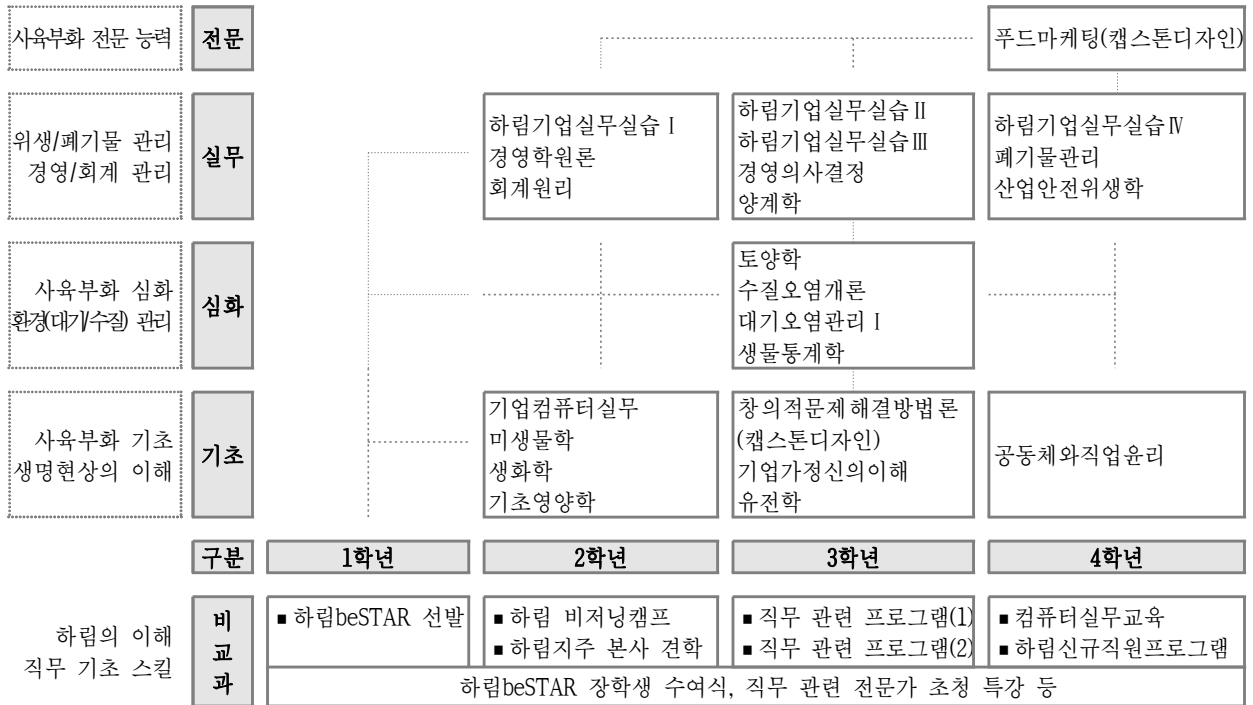 사육부화 전문 능력
전문
푸드마케팅(캡스톤디자인)
위생/폐기물 관리
경영/회계 관리
실무
하림기업실무실습Ⅰ
경영학원론
회계원리
하림기업실무실습Ⅱ
하림기업실무실습Ⅲ
경영의사결정
양계학
하림기업실무실습Ⅳ
폐기물관리
산업안전위생학
사육부화 심화
환경(대기/수질) 관리
심화
토양학
수질오염개론
대기오염관리Ⅰ
생물통계학
사육부화 기초
생명현상의 이해
기초
기업컴퓨터실무
미생물학
생화학
기초영양학
창의적문제해결방법론
(캡스톤디자인)
기업가정신의이해
유전학
공동체와직업윤리
구분
1학년
2학년
3학년
4학년
하림의 이해
직무 기초 스킬
비
교
과
▪하림beSTAR 선발
▪하림 비저닝캠프
▪하림지주 본사 견학
▪직무 관련 프로그램(1)
▪직무 관련 프로그램(2)
▪컴퓨터실무교육
▪하림신규직원프로그램
하림beSTAR 장학생 수여식, 직무 관련 전문가 초청 특강 등